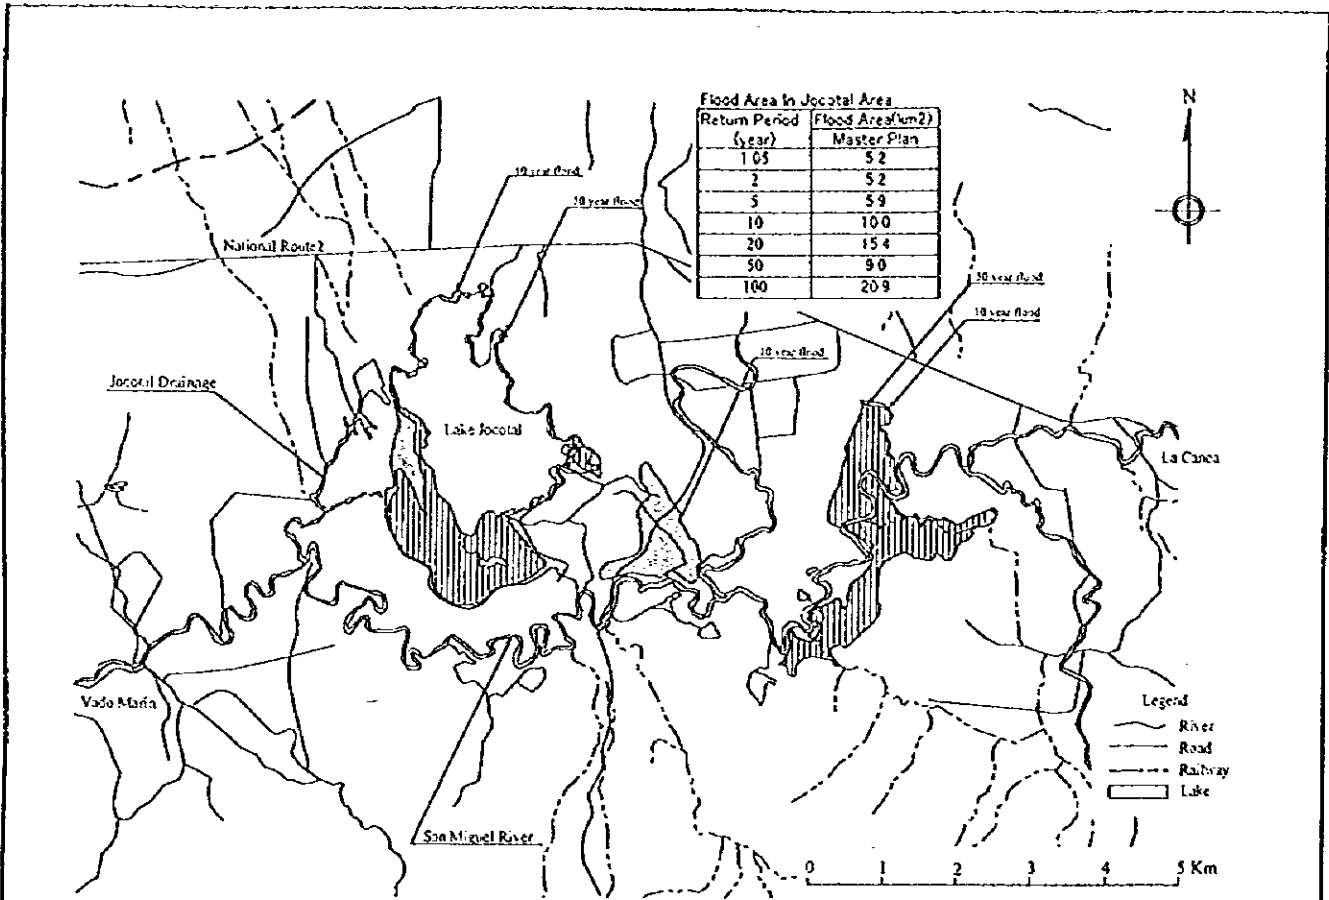 Flood Area in Jocotal Area
Return Period (year) Flood Area(km2) Master Plan
1.05 5.2
2 5.2
5 5.9
10 10.0
20 15.4
50 9.0
100 20.9
N
10 year flood
National Route2
50 year flood
10 year flood
10 year flood
Jocotal Drainage
Lake Jocotal
La Canoa
Vado Marin
San Miguel River
Legend
River
Road
Railway
Lake
0 1 2 3 4 5 Km